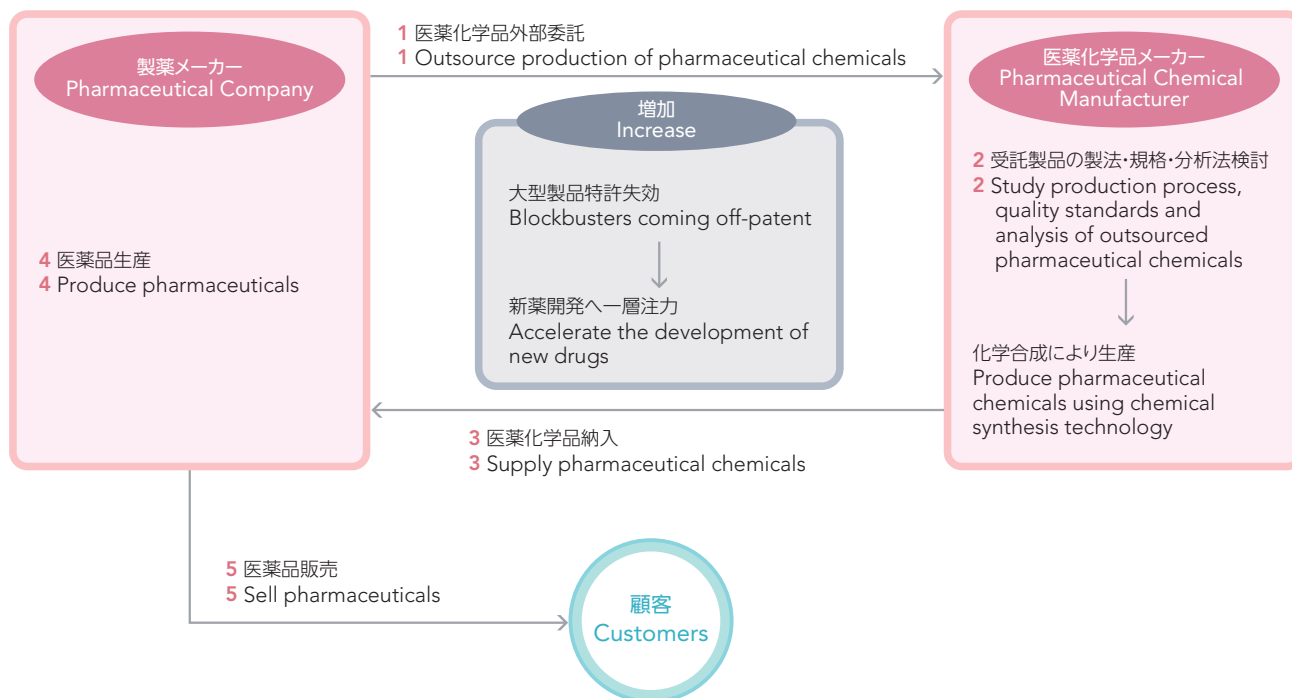 1 医薬化学品外部委託
1 Outsource production of pharmaceutical chemicals
製薬メーカー
Pharmaceutical Company
4 医薬品生産
4 Produce pharmaceuticals
増加
Increase
大型製品特許失効
Blockbusters coming off-patent
新薬開発へ一層注力
Accelerate the development of
new drugs
医薬化学品メーカー
Pharmaceutical Chemical
Manufacturer
2 受託製品の製法・規格・分析法検討
2 Study production process,
quality standards and
analysis of outsourced
pharmaceutical chemicals
化学合成により生産
Produce pharmaceutical
chemicals using chemical
synthesis technology
3 医薬化学品納入
3 Supply pharmaceutical chemicals
5 医薬品販売
5 Sell pharmaceuticals
顧客
Customers